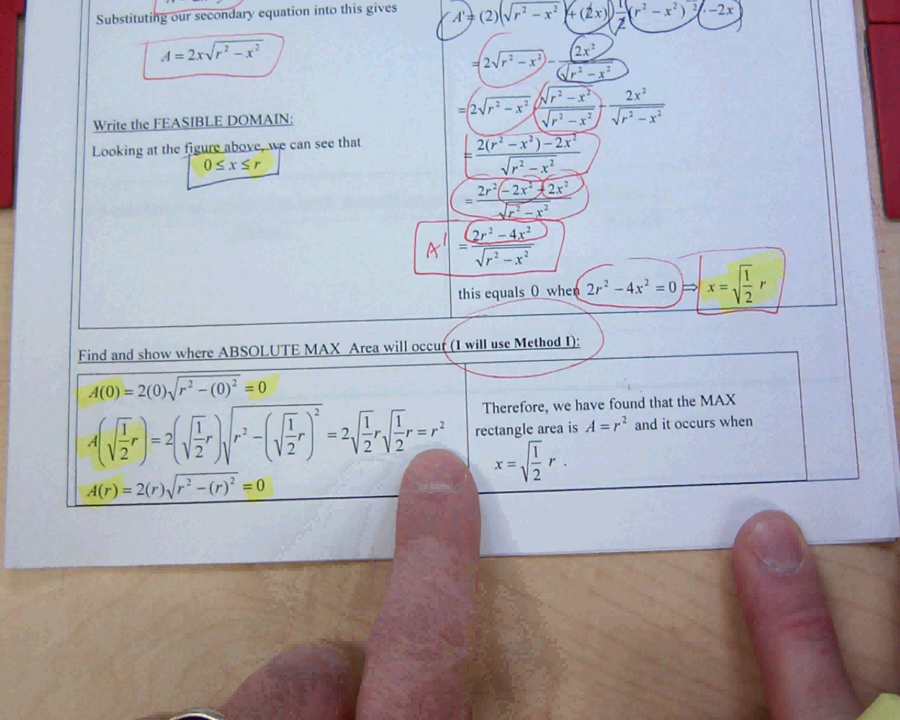 Substituting our secondary equation into this gives
A = 2x√(r² − x²)
Write the FEASIBLE DOMAIN:
Looking at the figure above, we can see that
0 ≤ x ≤ r
A' = (2)(√(r² − x²)) + (2x)(1/2)(r² − x²)^(-1/2)(−2x)
= 2√(r² − x²) − 2x²/√(r² − x²)
= 2√(r² − x²) · √(r² − x²)/√(r² − x²) − 2x²/√(r² − x²)
= (2(r² − x²) − 2x²)/√(r² − x²)
= (2r² − 2x² − 2x²)/√(r² − x²)
A' = (2r² − 4x²)/√(r² − x²)
this equals 0 when 2r² − 4x² = 0 ⇒ x = √(1/2) r
Find and show where ABSOLUTE MAX Area will occur (I will use Method I):
A(0) = 2(0)√(r² − (0)²) = 0
A(√(1/2) r) = 2(√(1/2) r)√(r² − (√(1/2) r)²) = 2√(1/2) r√(1/2) r = r²
A(r) = 2(r)√(r² − (r)²) = 0
Therefore, we have found that the MAX
rectangle area is A = r² and it occurs when
x = √(1/2) r .